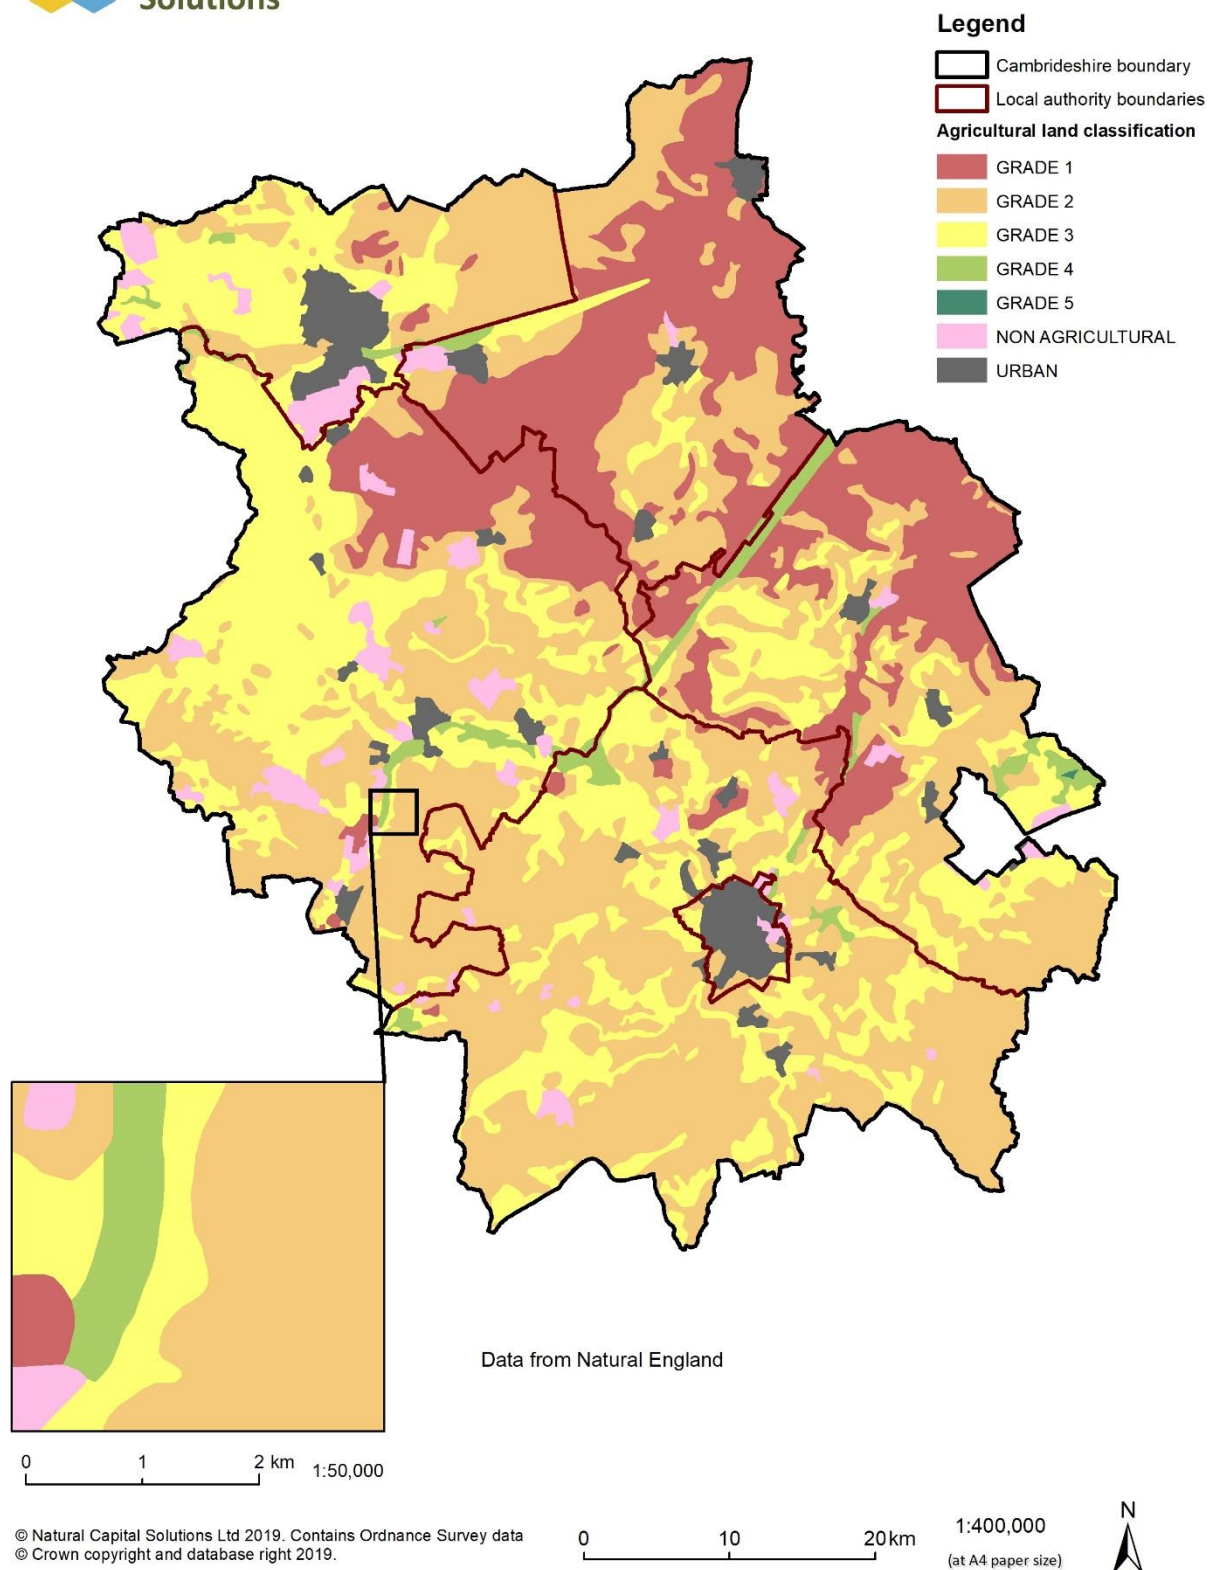 Solutions
Legend
Cambrideshire boundary
Local authority boundaries
Agricultural land classification
GRADE 1
GRADE 2
GRADE 3
GRADE 4
GRADE 5
NON AGRICULTURAL
URBAN
Data from Natural England
0 1 2 km 1:50,000
© Natural Capital Solutions Ltd 2019. Contains Ordnance Survey data
© Crown copyright and database right 2019.
0 10 20 km
1:400,000
(at A4 paper size)
N